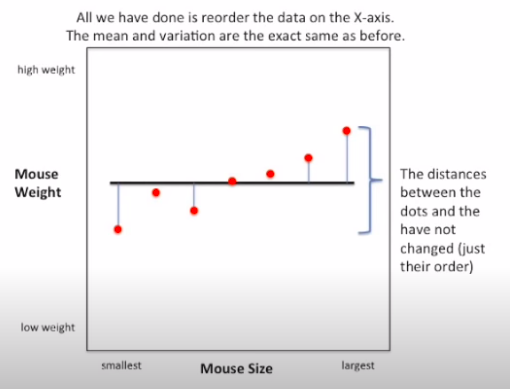 All we have done is reorder the data on the X-axis.
The mean and variation are the exact same as before.
high weight
Mouse
Weight
The distances
between the
dots and the
have not
changed (just
their order)
low weight
smallest
Mouse Size
largest